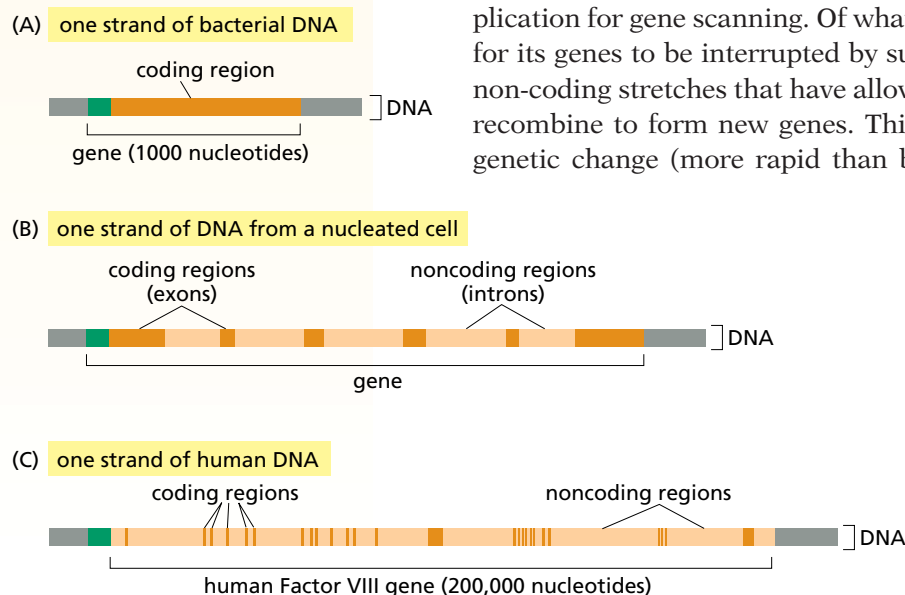 (A) one strand of bacterial DNA
coding region
DNA
gene (1000 nucleotides)
plication for gene scanning. Of what
for its genes to be interrupted by su
non-coding stretches that have allow
recombine to form new genes. Thi
genetic change (more rapid than b
(B) one strand of DNA from a nucleated cell
coding regions
(exons)
noncoding regions
(introns)
DNA
gene
(C) one strand of human DNA
coding regions
noncoding regions
DNA
human Factor VIII gene (200,000 nucleotides)